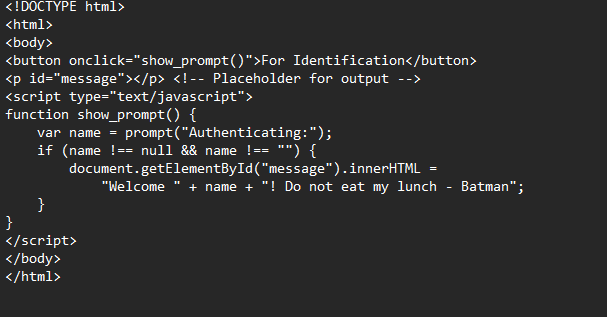 <!DOCTYPE html>
<html>
<body>
<button onclick="show_prompt()">For Identification</button>
<p id="message"></p> <!-- Placeholder for output -->
<script type="text/javascript">
function show_prompt() {
    var name = prompt("Authenticating:");
    if (name !== null && name !== "") {
        document.getElementById("message").innerHTML =
            "Welcome " + name + "! Do not eat my lunch - Batman";
    }
}
</script>
</body>
</html>